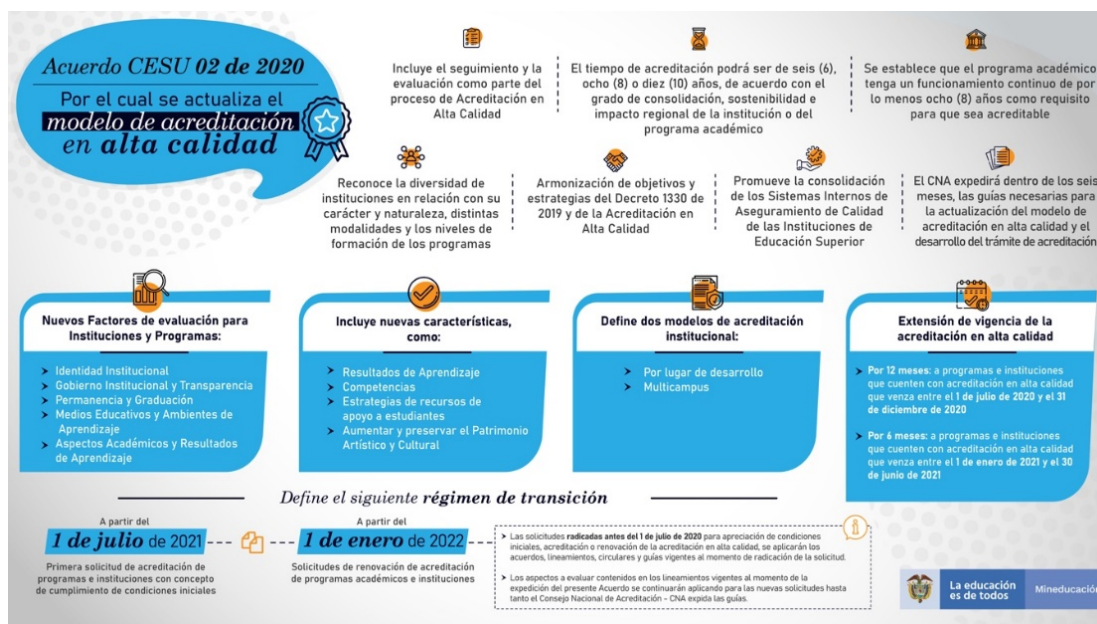 Acuerdo CESU 02 de 2020
Por el cual se actualiza el
modelo de acreditación
en alta calidad
Incluye el seguimiento y la
evaluación como parte del
proceso de Acreditación en
Alta Calidad
El tiempo de acreditación podrá ser de seis (6),
ocho (8) o diez (10) años, de acuerdo con el
grado de consolidación, sostenibilidad e
impacto regional de la institución o del
programa académico
Se establece que el programa académico
tenga un funcionamiento continuo de por
lo menos ocho (8) años como requisito
para que sea acreditable
Reconoce la diversidad de
instituciones en relación con su
carácter y naturaleza, distintas
modalidades y los niveles de
formación de los programas
Armonización de objetivos y
estrategias del Decreto 1330 de
2019 y de la Acreditación en
Alta Calidad
Promueve la consolidación
de los Sistemas Internos de
Aseguramiento de Calidad
de las Instituciones de
Educación Superior
El CNA expedirá dentro de los seis
meses, las guías necesarias para
la actualización del modelo de
acreditación en alta calidad y el
desarrollo del trámite de acreditación
Nuevos Factores de evaluación para
Instituciones y Programas:
Identidad Institucional
Gobierno Institucional y Transparencia
Permanencia y Graduación
Medios Educativos y Ambientes de
Aprendizaje
Aspectos Académicos y Resultados
de Aprendizaje
Incluye nuevas características,
como:
Resultados de Aprendizaje
Competencias
Estrategias de recursos de
apoyo a estudiantes
Aumentar y preservar el Patrimonio
Artístico y Cultural
Define dos modelos de acreditación
institucional:
Por lugar de desarrollo
Multicampus
Extensión de vigencia de la
acreditación en alta calidad
Por 12 meses: a programas e instituciones
que cuenten con acreditación en alta calidad
que venza entre el 1 de julio de 2020 y el 31
de diciembre de 2020
Por 6 meses: a programas e instituciones
que cuenten con acreditación en alta calidad
que venza entre el 1 de enero de 2021 y el 30
de junio de 2021
Define el siguiente régimen de transición
A partir del
1 de julio de 2021
Primera solicitud de acreditación de
programas e instituciones con concepto
de cumplimiento de condiciones iniciales
A partir del
1 de enero de 2022
Solicitudes de renovación de acreditación
de programas académicos e instituciones
Las solicitudes radicadas antes del 1 de julio de 2020 para apreciación de condiciones
iniciales, acreditación o renovación de la acreditación en alta calidad, se aplicarán los
acuerdos, lineamientos, circulares y guías vigentes al momento de radicación de la solicitud.
Los aspectos a evaluar contenidos en los lineamientos vigentes al momento de la
expedición del presente Acuerdo se continuarán aplicando para las nuevas solicitudes hasta
tanto el Consejo Nacional de Acreditación - CNA expida las guías.
La educación
es de todos
Mineducación